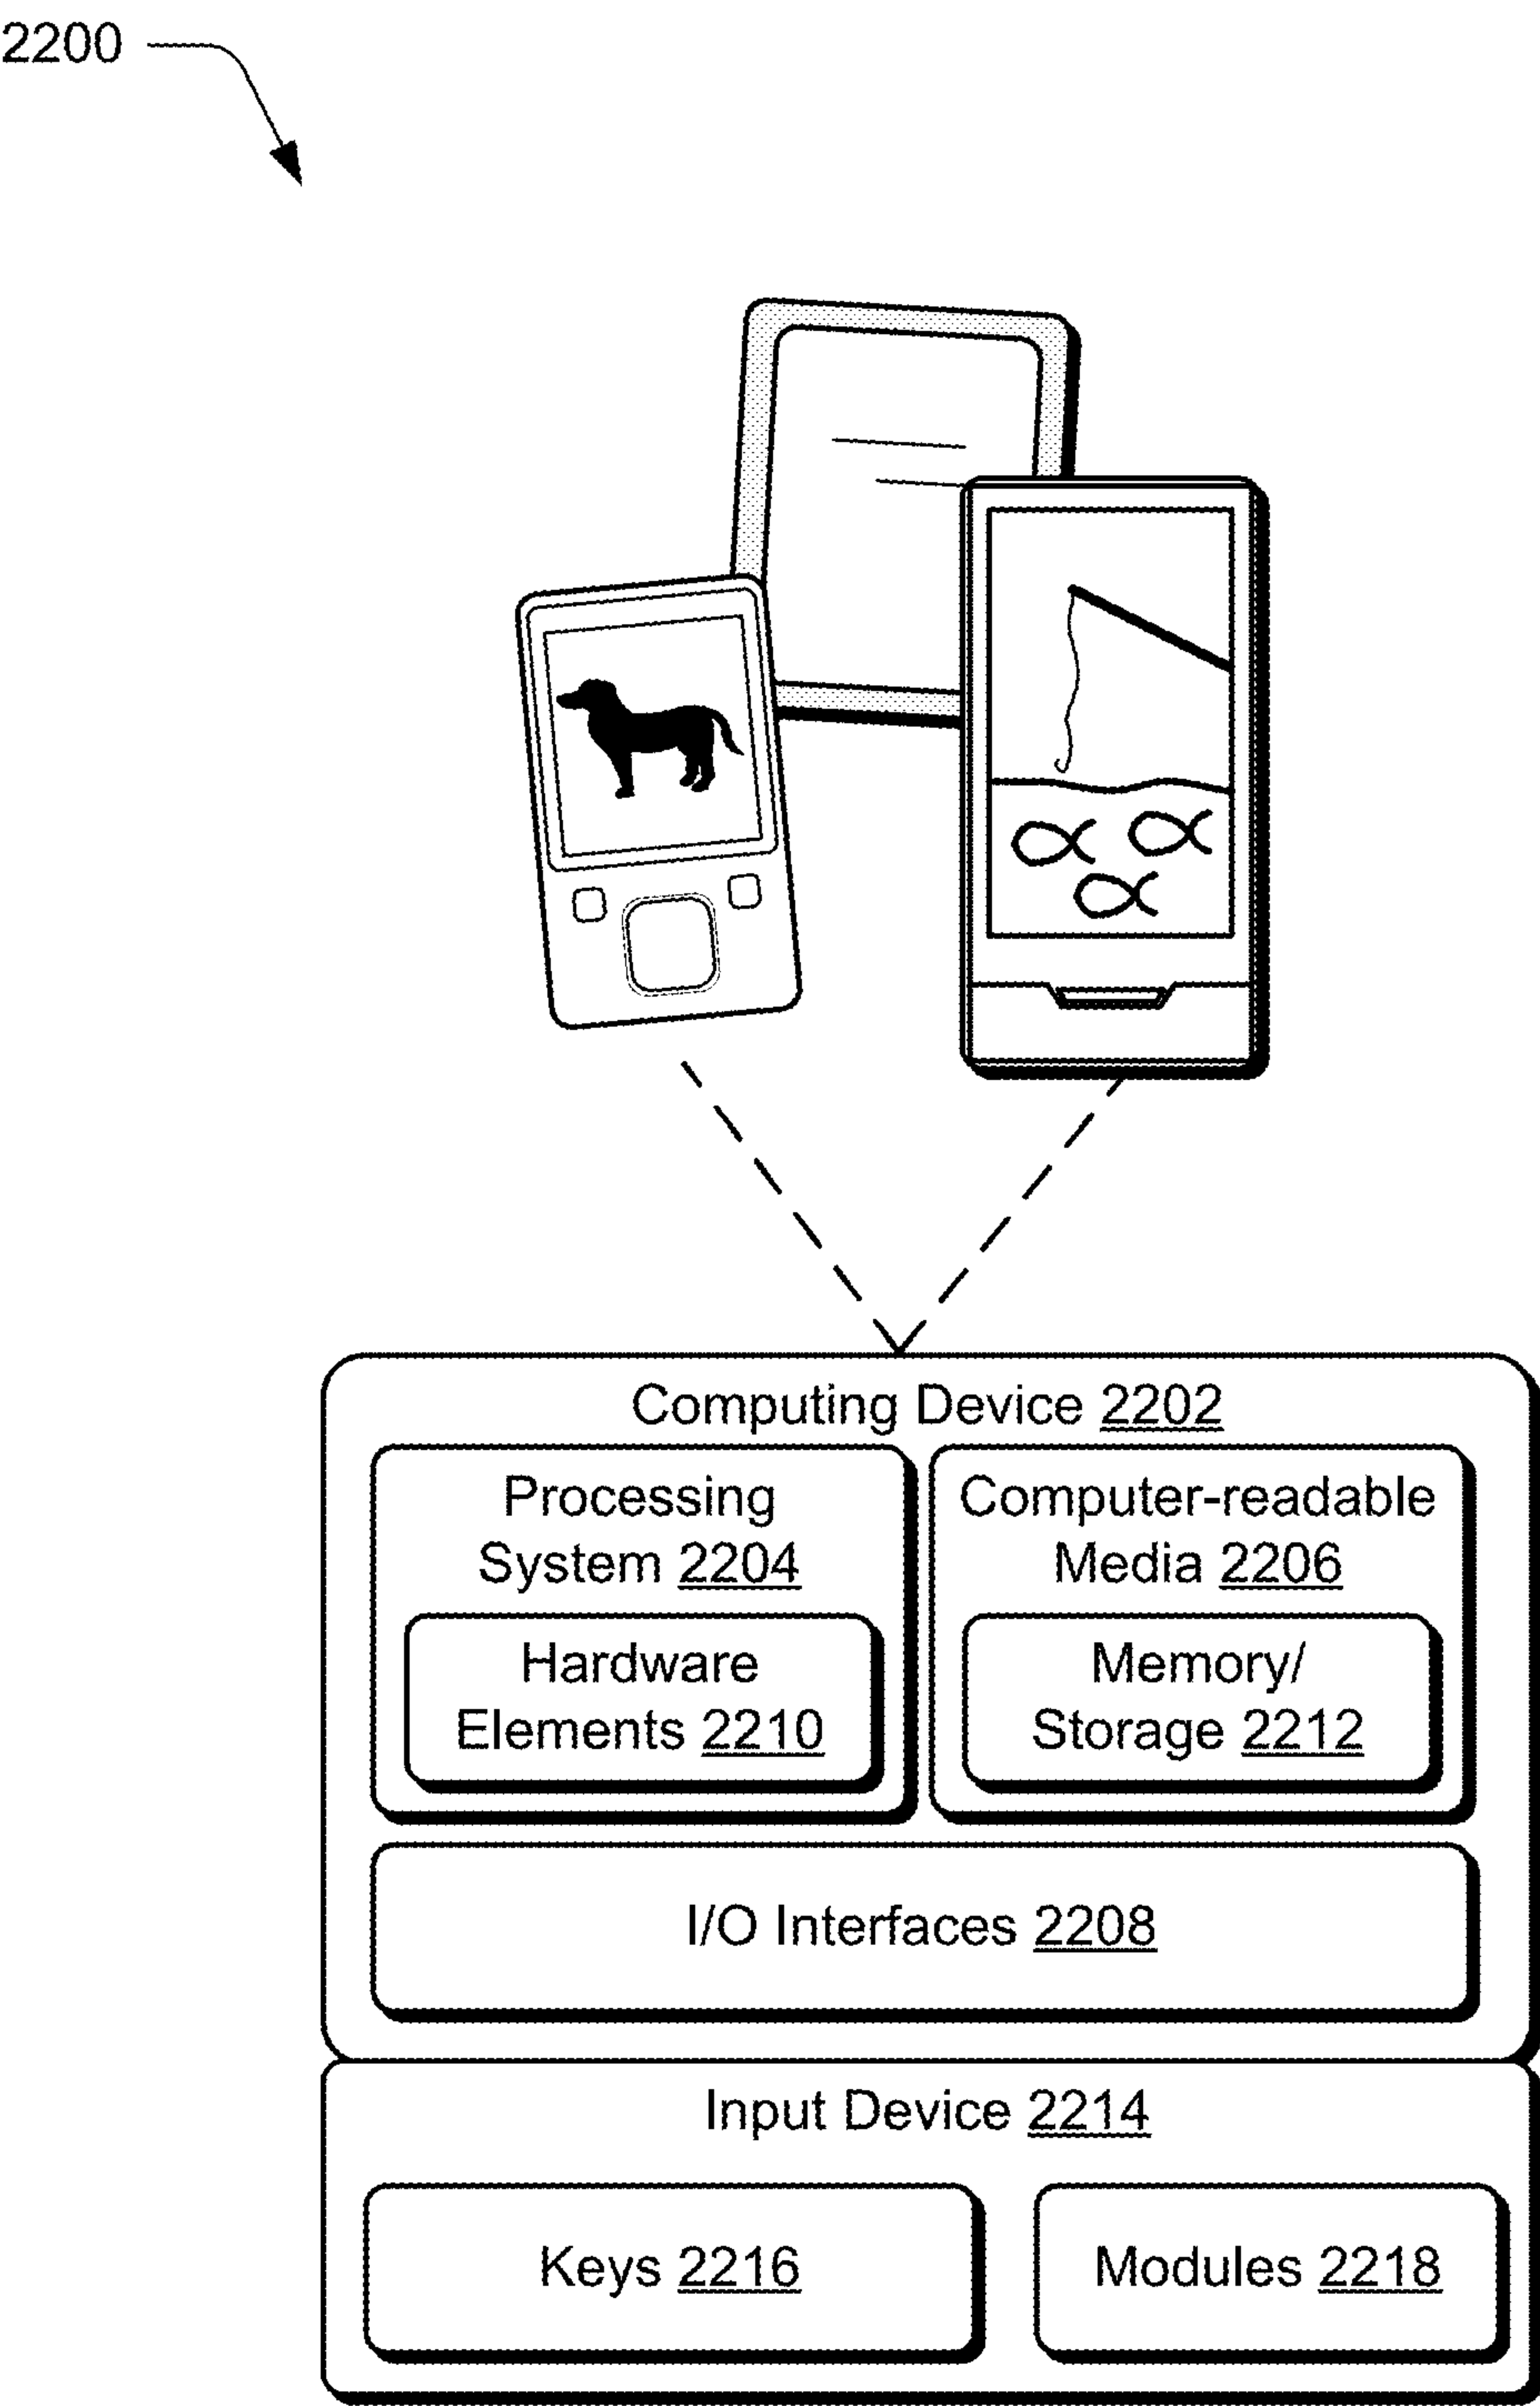 2200
Computing Device 2202
Processing
System 2204
Computer-readable
Media 2206
Hardware
Elements 2210
Memory/
Storage 2212
I/O Interfaces 2208
Input Device 2214
Keys 2216
Modules 2218